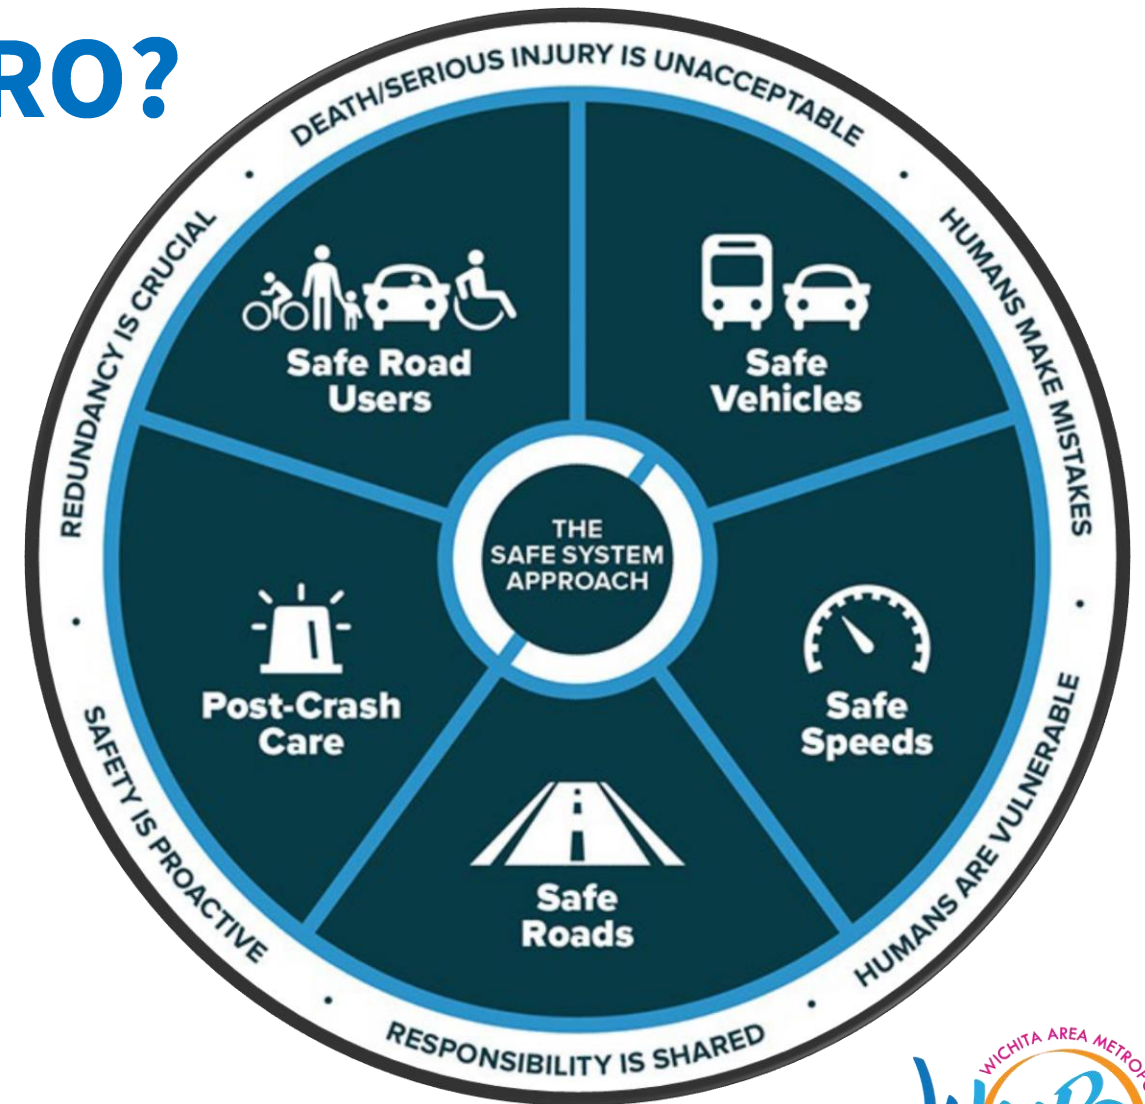 RO?
DEATH/SERIOUS INJURY IS UNACCEPTABLE
HUMANS MAKE MISTAKES
HUMANS ARE VULNERABLE
RESPONSIBILITY IS SHARED
SAFETY IS PROACTIVE
REDUNDANCY IS CRUCIAL
Safe Road
Users
Safe
Vehicles
THE
SAFE SYSTEM
APPROACH
Post-Crash
Care
Safe
Speeds
Safe
Roads
WICHITA AREA